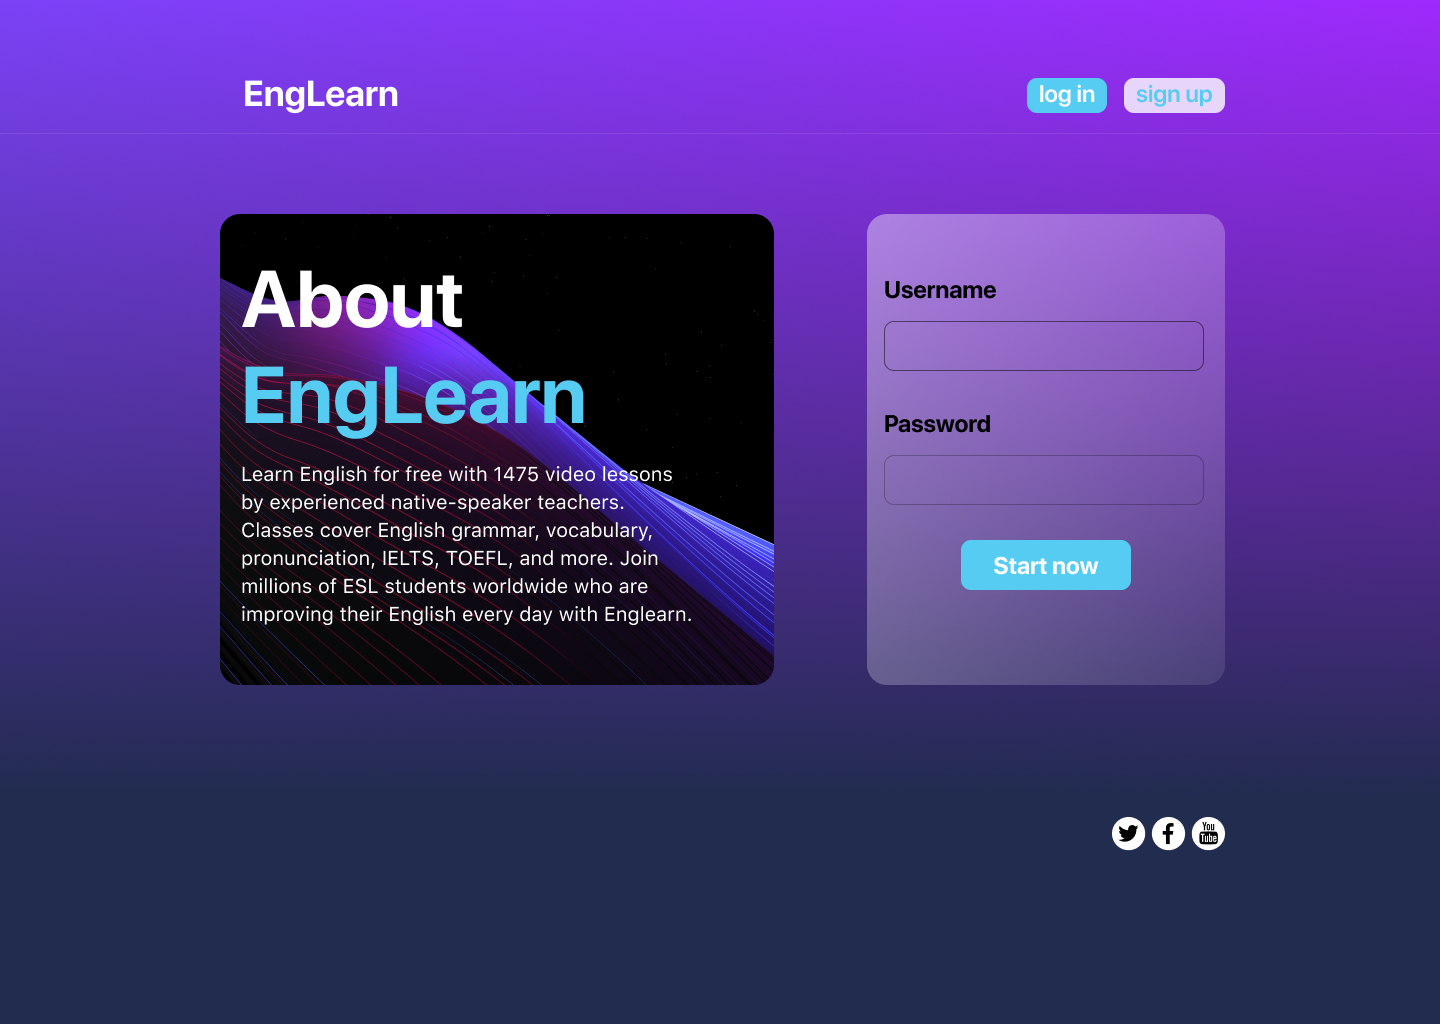 EngLearn
log in
sign up
About
EngLearn
Learn English for free with 1475 video lessons
by experienced native-speaker teachers.
Classes cover English grammar, vocabulary,
pronunciation, IELTS, TOEFL, and more. Join
millions of ESL students worldwide who are
improving their English every day with Englearn.
Username
Password
Start now
You
Tube